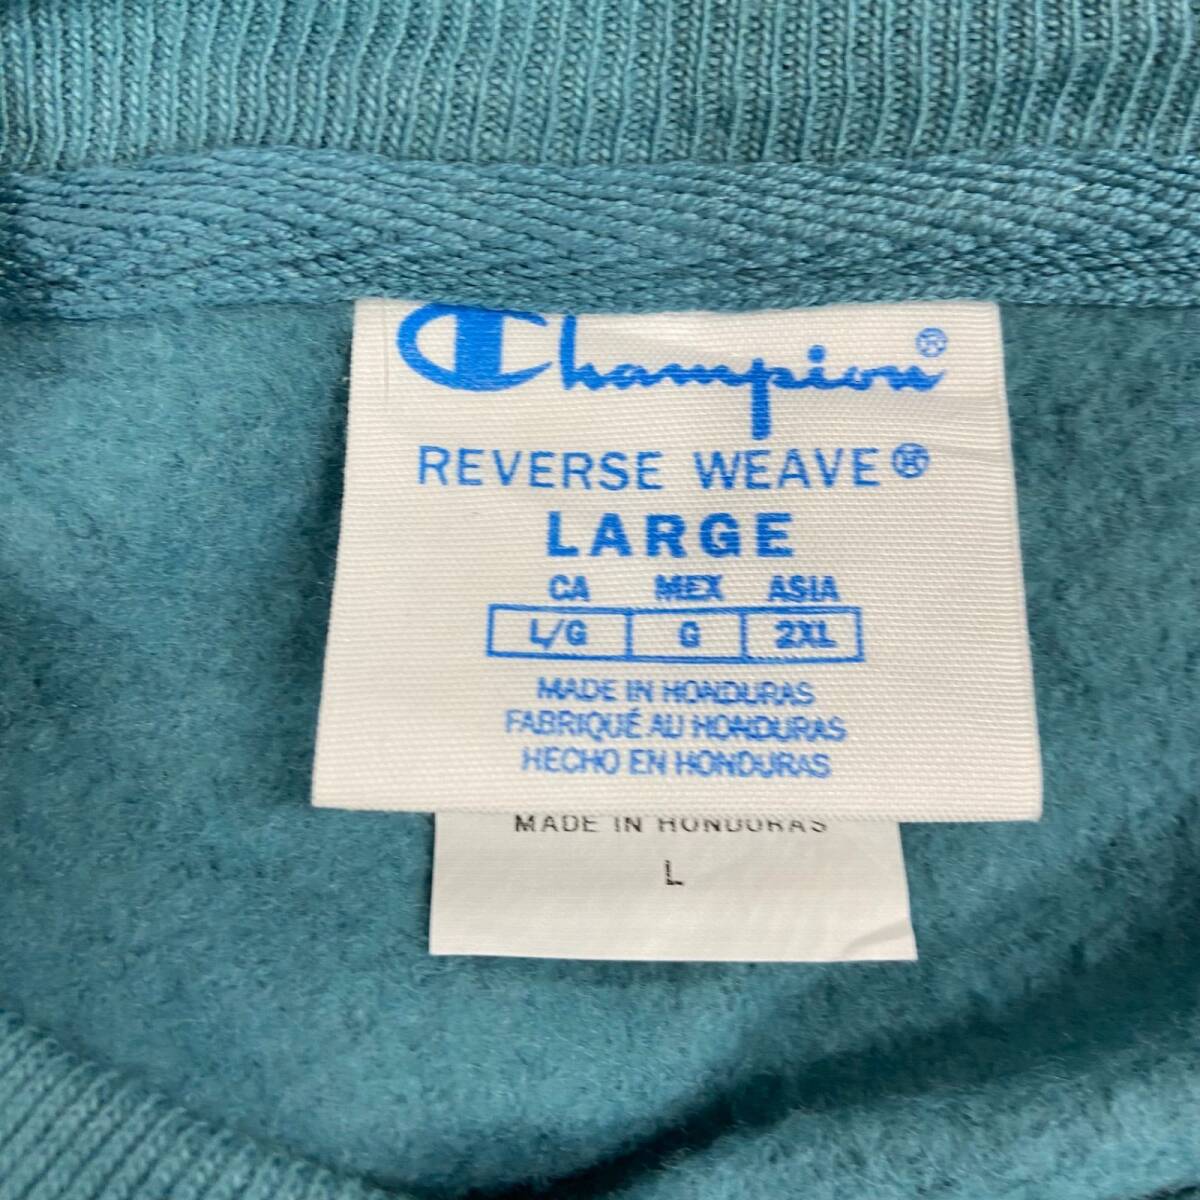 Champion®
REVERSE WEAVE®
LARGE
CA MEX ASIA
L/G G 2XL
MADE IN HONDURAS
FABRIQUÉ AU HONDURAS
HECHO EN HONDURAS
MADE IN HONDURAS
L